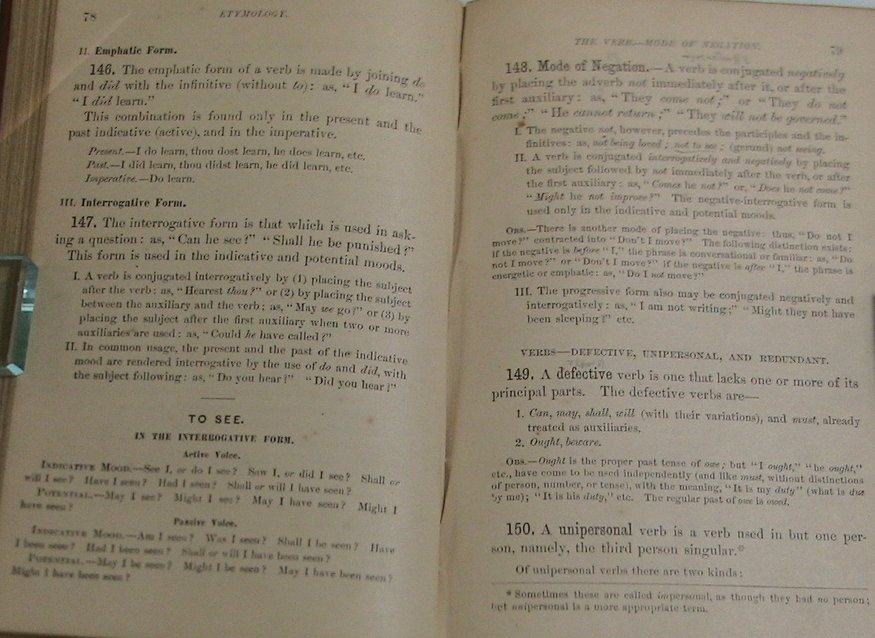 78 ETYMOLOGY.
II. Emphatic Form.
146. The emphatic form of a verb is made by joining do
and did with the infinitive (without to): as, "I do learn,"
"I did learn."
This combination is found only in the present and the
past indicative (active), and in the imperative.
Present.—I do learn, thou dost learn, he does learn, etc.
Past.—I did learn, thou didst learn, he did learn, etc.
Imperative.—Do learn.
III. Interrogative Form.
147. The interrogative form is that which is used in ask-
ing a question: as, "Can he see?" "Shall he be punished?"
This form is used in the indicative and potential moods.
I. A verb is conjugated interrogatively by (1) placing the subject
after the verb: as, "Hearest thou?" or (2) by placing the subject
between the auxiliary and the verb; as, "May we go?" or (3) by
placing the subject after the first auxiliary when two or more
auxiliaries are used: as, "Could he have called?"
II. In common usage, the present and the past of the indicative
mood are rendered interrogative by the use of do and did, with
the subject following: as, "Do you hear?" "Did you hear?"
TO SEE.
IN THE INTERROGATIVE FORM.
Active Voice.
INDICATIVE MOOD.—See I, or do I see? Saw I, or did I see? Shall or
will I see? Have I seen? Had I seen? Shall or will I have seen?
POTENTIAL.—May I see? Might I see? May I have seen? Might I
have seen?
Passive Voice.
INDICATIVE MOOD.—Am I seen? Was I seen? Shall I be seen? Have
I been seen? Had I been seen? Shall or will I have been seen?
POTENTIAL.—May I be seen? Might I be seen? May I have been seen?
Might I have been seen?
THE VERB—MODE OF NEGATION. 79
148. Mode of Negation.—A verb is conjugated negatively
by placing the adverb not immediately after it, or after the
first auxiliary: as, "They come not;" or "They do not
come;" "He cannot return;" "They will not be governed."
I. The negative not, however, precedes the participles and the in-
finitives: as, not being loved; not to see; (gerund) not seeing.
II. A verb is conjugated interrogatively and negatively by placing
the subject followed by not immediately after the verb, or after
the first auxiliary: as, "Comes he not?" or, "Does he not come?"
"Might he not improve?" The negative-interrogative form is
used only in the indicative and potential moods.
OBS.—There is another mode of placing the negative: thus, "Do not I
move?" contracted into "Don't I move?" The following distinction exists:
if the negative is before "I," the phrase is conversational or familiar: as, "Do
not I move?" or "Don't I move?" if the negative is after "I," the phrase is
energetic or emphatic: as, "Do I not move?"
III. The progressive form also may be conjugated negatively and
interrogatively: as, "I am not writing;" "Might they not have
been sleeping?" etc.
VERBS—DEFECTIVE, UNIPERSONAL, AND REDUNDANT.
149. A defective verb is one that lacks one or more of its
principal parts. The defective verbs are—
1. Can, may, shall, will (with their variations), and must, already
treated as auxiliaries.
2. Ought, beware.
OBS.—Ought is the proper past tense of owe; but "I ought," "he ought,"
etc., have come to be used independently (and like must, without distinctions
of person, number, or tense), with the meaning, "It is my duty" (what is due
by me); "It is his duty," etc. The regular past of owe is owed.
150. A unipersonal verb is a verb used in but one per-
son, namely, the third person singular.*
Of unipersonal verbs there are two kinds:
* Sometimes these are called impersonal, as though they had no person;
but unipersonal is a more appropriate term.